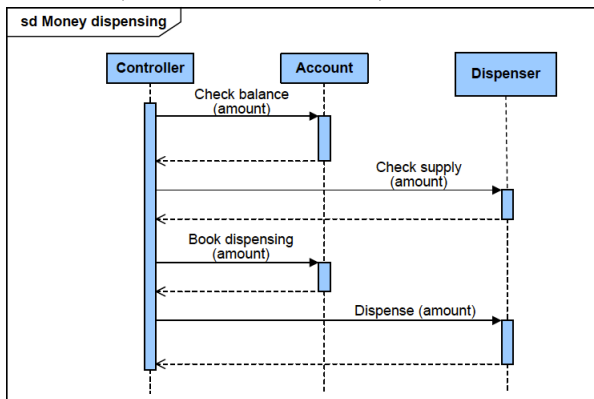 sd Money dispensing
Controller
Account
Dispenser
Check balance
(amount)
Check supply
(amount)
Book dispensing
(amount)
Dispense (amount)